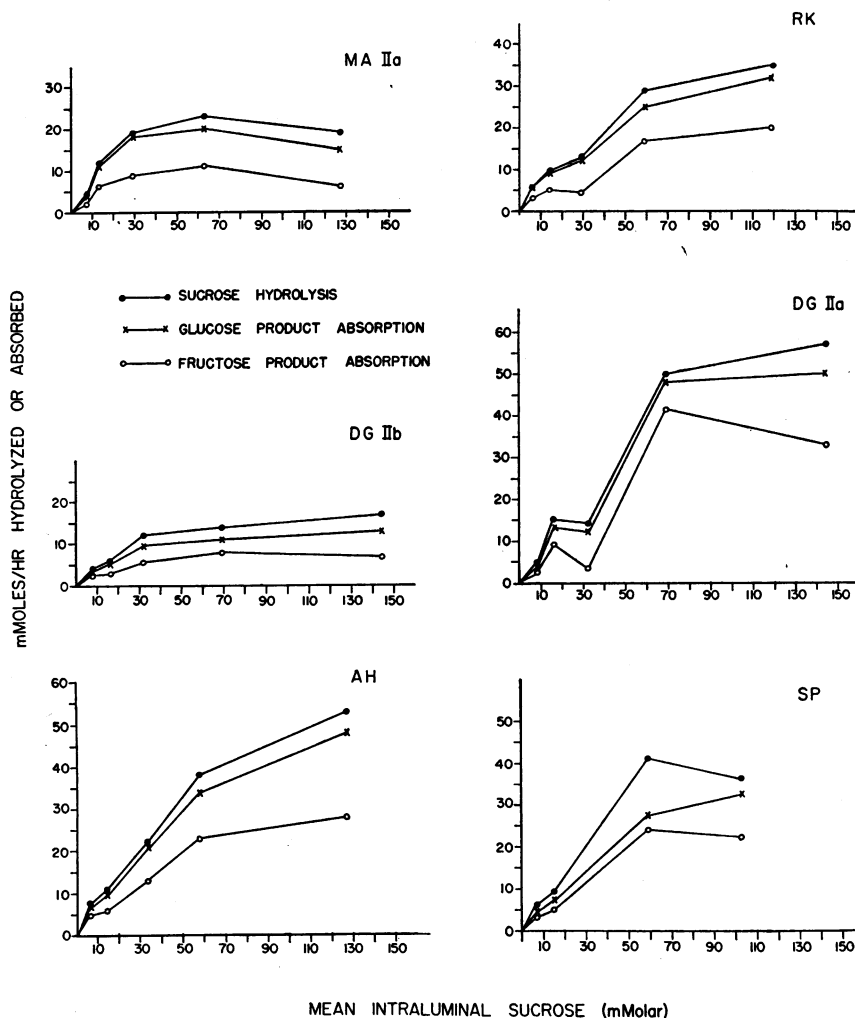 MA IIa
30
20
10
0
10 30 50 70 90 110 130 150
RK
40
30
20
10
0
10 30 50 70 90 110 130 150
SUCROSE HYDROLYSIS
GLUCOSE PRODUCT ABSORPTION
FRUCTOSE PRODUCT ABSORPTION
mMOLES/HR HYDROLYZED OR ABSORBED
DG IIa
60
50
40
30
20
10
0
10 30 50 70 90 110 130 150
DG IIb
20
10
0
10 30 50 70 90 110 130 150
AH
60
50
40
30
20
10
0
10 30 50 70 90 110 130 150
SP
50
40
30
20
10
0
10 30 50 70 90 110 130 150
MEAN INTRALUMINAL SUCROSE (mMolar)